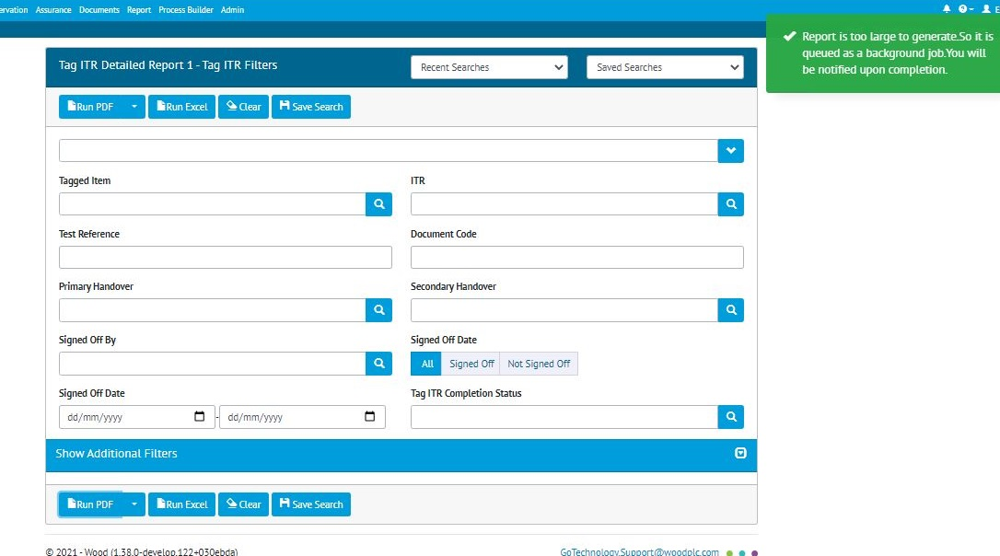 ervation Assurance Documents Report Process Builder Admin
E
Report is too large to generate.So it is
queued as a background job.You will
be notified upon completion.
Tag ITR Detailed Report 1 - Tag ITR Filters
Recent Searches
Saved Searches
Run PDF Run Excel Clear Save Search
Tagged Item
ITR
Test Reference
Document Code
Primary Handover
Secondary Handover
Signed Off By
Signed Off Date
All Signed Off Not Signed Off
Signed Off Date
dd/mm/yyyy - dd/mm/yyyy
Tag ITR Completion Status
Show Additional Filters
Run PDF Run Excel Clear Save Search
© 2021 - Wood (1.38.0-develop.122+030ebda)
GoTechnology.Support@woodplc.com